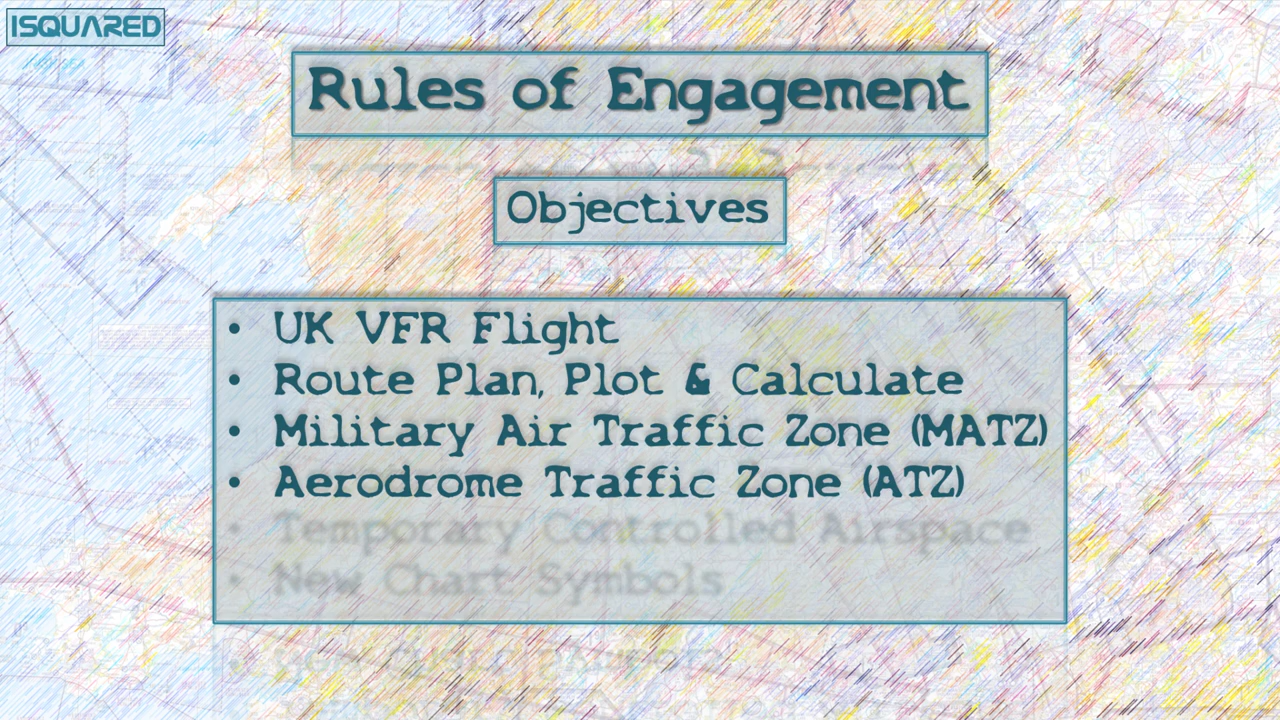 ISQUARED
Rules of Engagement
Objectives
• UK VFR Flight
• Route Plan, Plot & Calculate
• Military Air Traffic Zone (MATZ)
• Aerodrome Traffic Zone (ATZ)
• Temporary Controlled Airspace
• New Chart Symbols